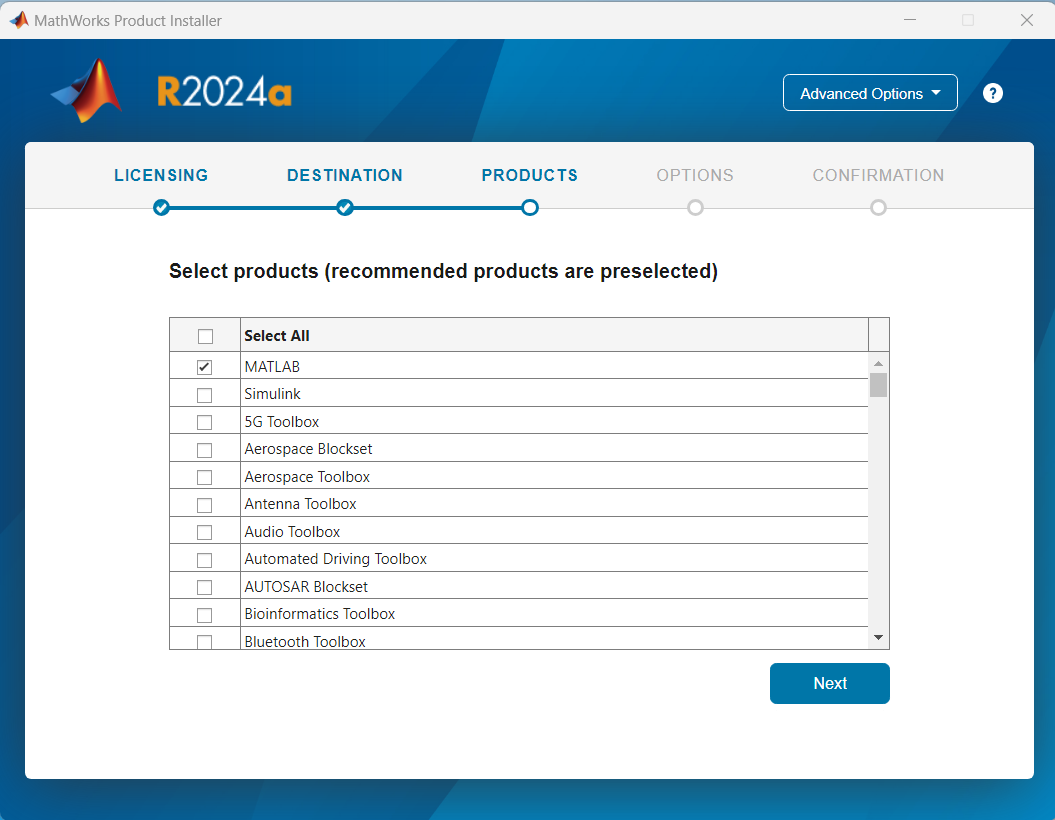 MathWorks Product Installer
R2024a
Advanced Options
?
LICENSING DESTINATION PRODUCTS OPTIONS CONFIRMATION
Select products (recommended products are preselected)
Select All
MATLAB
Simulink
5G Toolbox
Aerospace Blockset
Aerospace Toolbox
Antenna Toolbox
Audio Toolbox
Automated Driving Toolbox
AUTOSAR Blockset
Bioinformatics Toolbox
Bluetooth Toolbox
Next